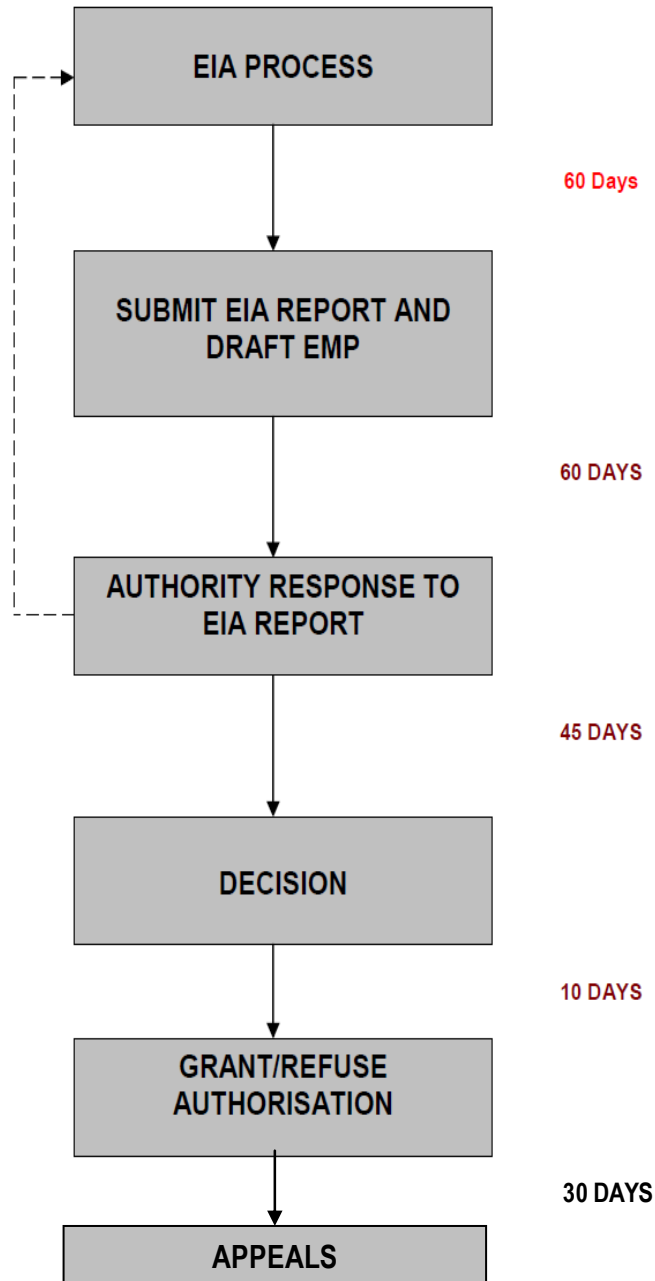 EIA PROCESS
60 Days
SUBMIT EIA REPORT AND
DRAFT EMP
60 DAYS
AUTHORITY RESPONSE TO
EIA REPORT
45 DAYS
DECISION
10 DAYS
GRANT/REFUSE
AUTHORISATION
30 DAYS
APPEALS